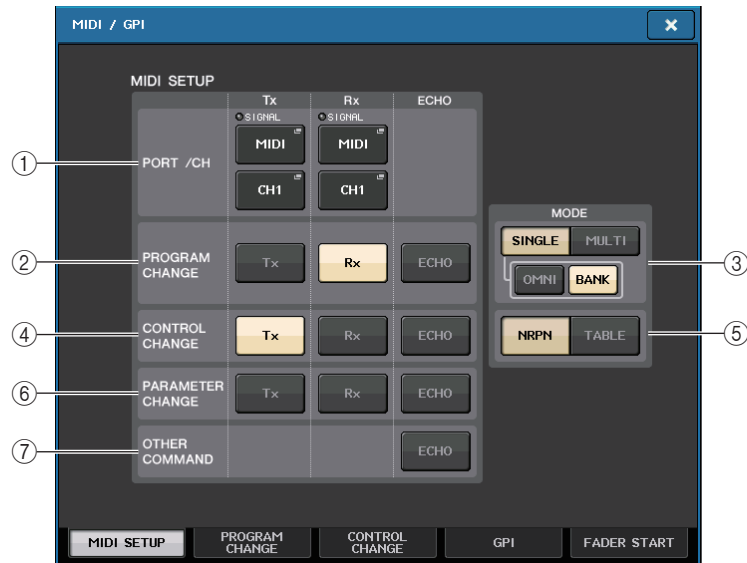 MIDI / GPI
MIDI SETUP
Tx Rx ECHO
SIGNAL SIGNAL
① PORT /CH MIDI MIDI
CH1 CH1
MODE
SINGLE MULTI
② PROGRAM CHANGE Tx Rx ECHO
OMNI BANK ③
④ CONTROL CHANGE Tx Rx ECHO
NRPN TABLE ⑤
⑥ PARAMETER CHANGE Tx Rx ECHO
⑦ OTHER COMMAND ECHO
MIDI SETUP PROGRAM CHANGE CONTROL CHANGE GPI FADER START